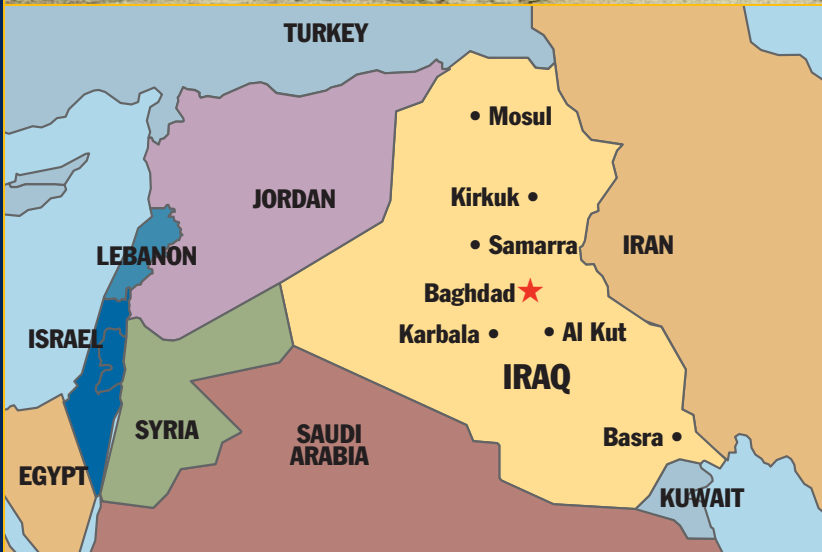 TURKEY
Mosul
JORDAN
Kirkuk
Samarra
IRAN
LEBANON
Baghdad
ISRAEL
Karbala
Al Kut
IRAQ
SYRIA
SAUDI
ARABIA
Basra
EGYPT
KUWAIT